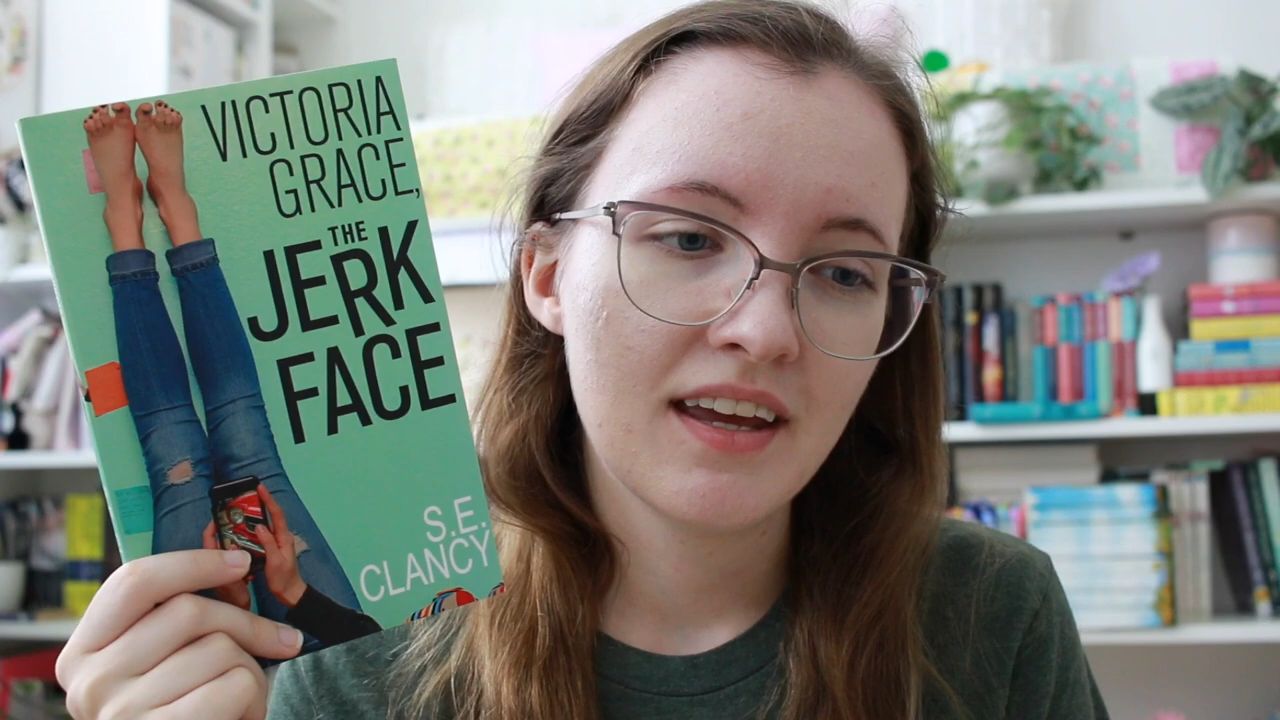 VICTORIA
GRACE,
THE
JERK
FACE
S.E.
CLANCY